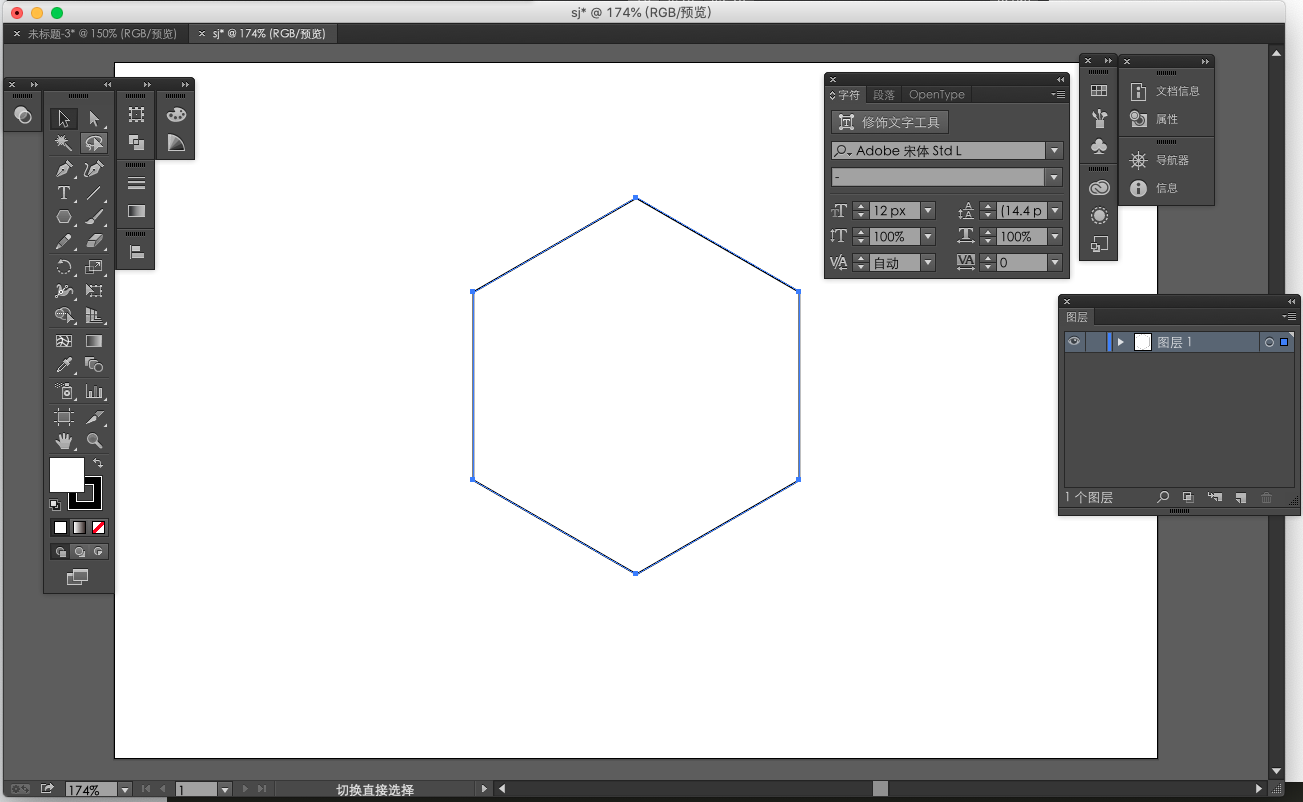 sj* @ 174% (RGB/预览)
× 未标题-3* @ 150% (RGB/预览)
× sj* @ 174% (RGB/预览)
字符 段落 OpenType
修饰文字工具
Adobe 宋体 Std L
-
12 px (14.4 p
100% 100%
自动 0
文档信息
属性
导航器
信息
图层
图层 1
1 个图层
174% 1 切换直接选择